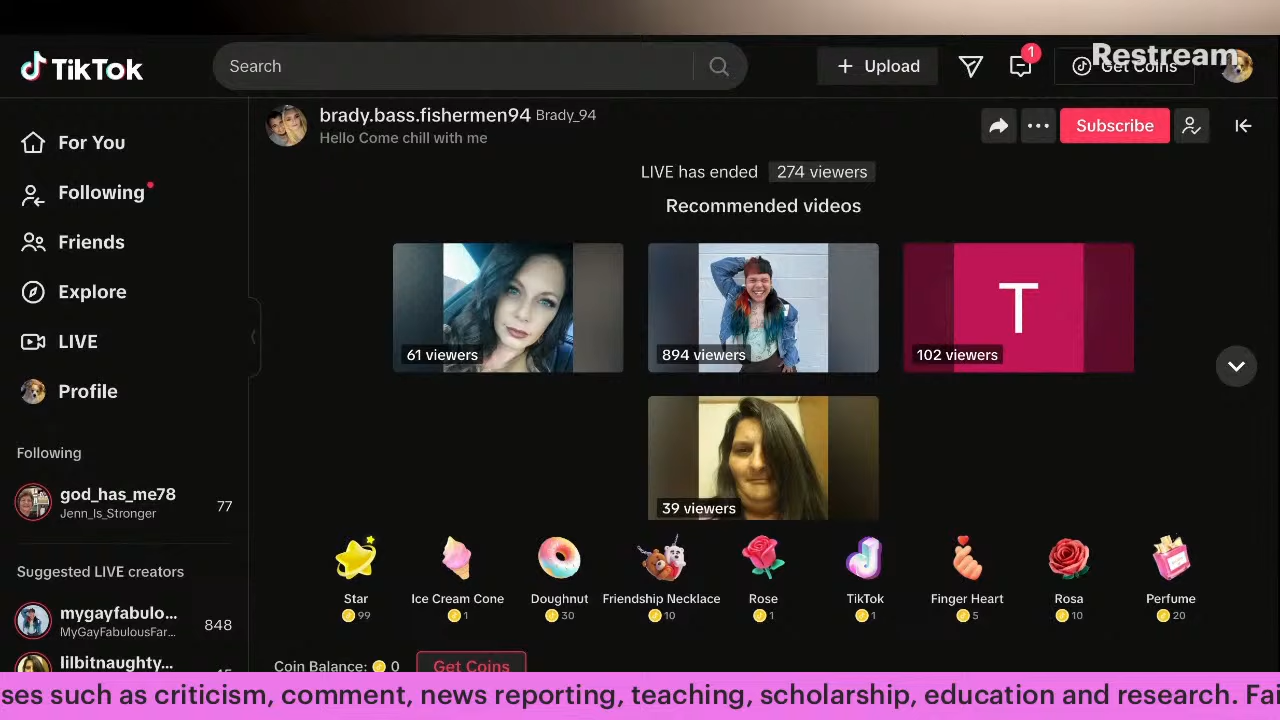 TikTok
Search
Upload
1
Get Coins
Restream
brady.bass.fishermen94 Brady_94
Hello Come chill with me
Subscribe
For You
Following
Friends
Explore
LIVE
Profile
LIVE has ended 274 viewers
Recommended videos
61 viewers
894 viewers
T
102 viewers
39 viewers
Following
god_has_me78
Jenn_Is_Stronger
77
Suggested LIVE creators
mygayfabulo...
MyGayFabulousFar...
848
lilbitnaughty...
Star
99
Ice Cream Cone
1
Doughnut
30
Friendship Necklace
10
Rose
1
TikTok
1
Finger Heart
5
Rosa
10
Perfume
20
Coin Balance: 0
Get Coins
ses such as criticism, comment, news reporting, teaching, scholarship, education and research. Fai